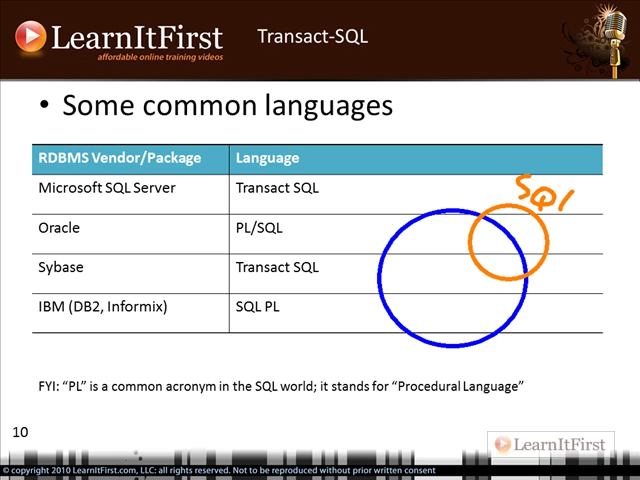 LearnItFirst
affordable online training videos
Transact-SQL
• Some common languages
RDBMS Vendor/Package Language
Microsoft SQL Server Transact SQL
SQL
Oracle PL/SQL
Sybase Transact SQL
IBM (DB2, Informix) SQL PL
FYI: “PL” is a common acronym in the SQL world; it stands for “Procedural Language”
10
LearnItFirst
© copyright 2010 LearnItFirst.com, LLC: all rights reserved. Not to be reproduced without prior written consent